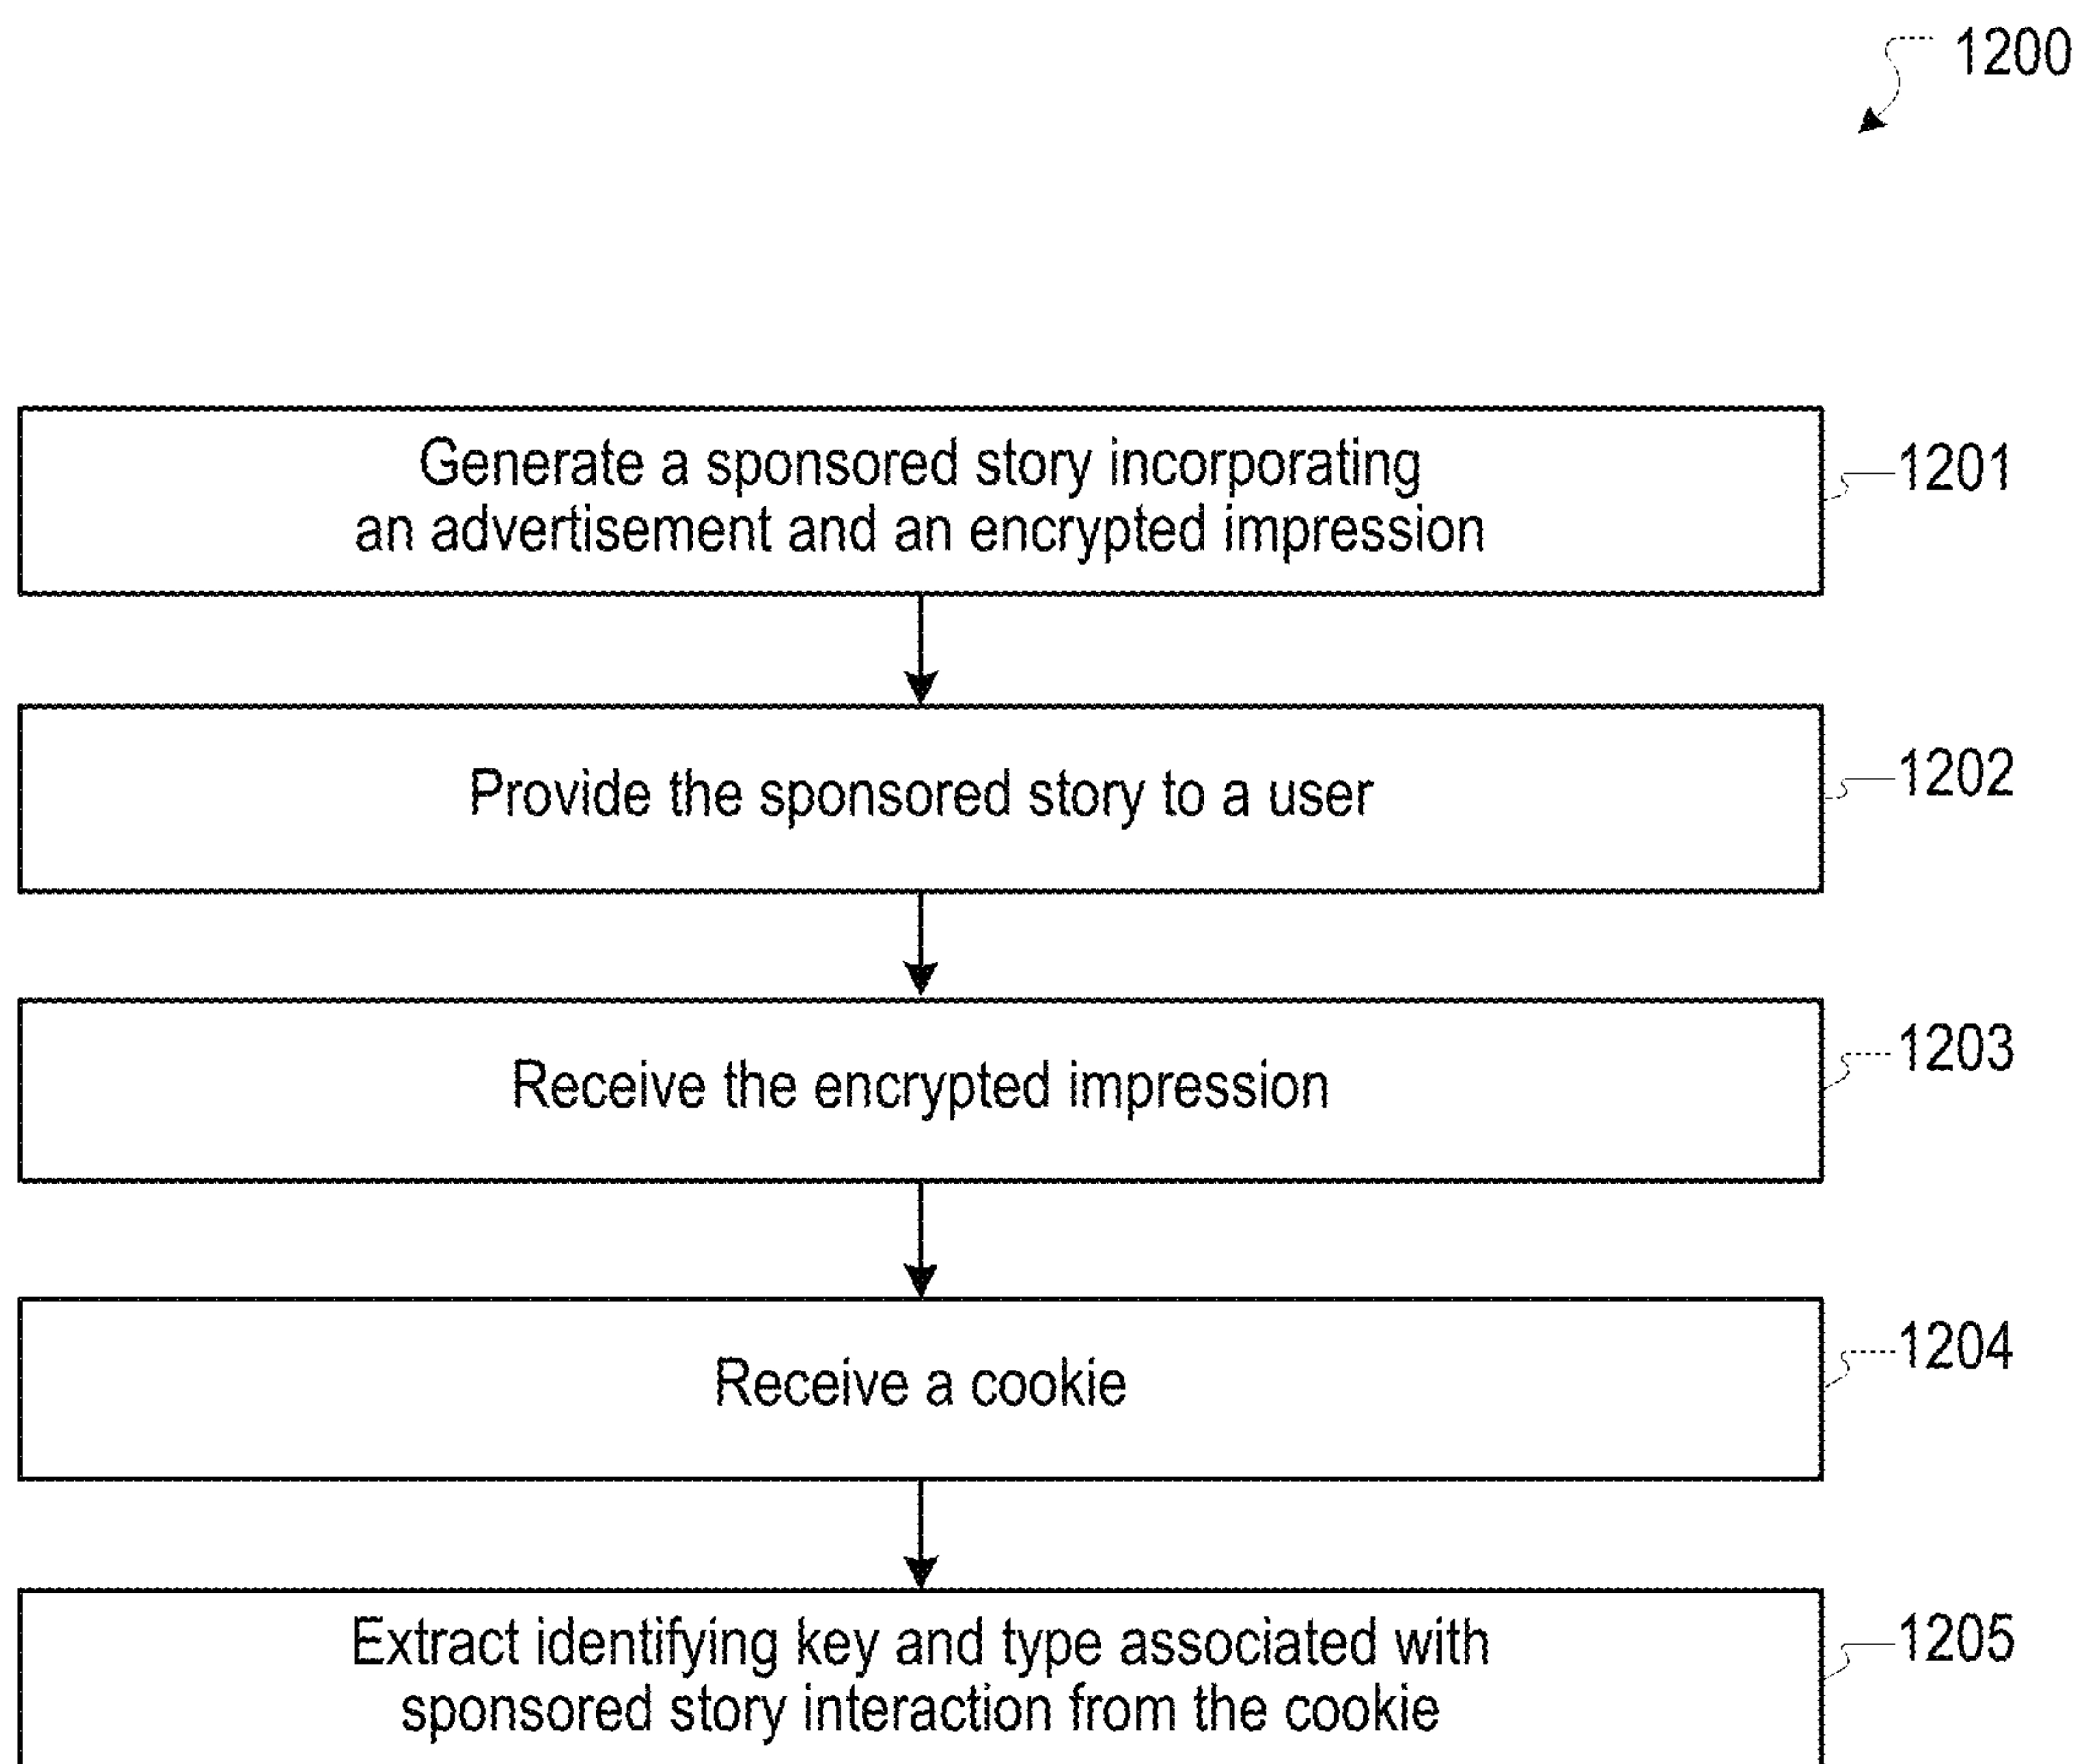 1200
Generate a sponsored story incorporating
an advertisement and an encrypted impression
1201
Provide the sponsored story to a user
1202
Receive the encrypted impression
1203
Receive a cookie
1204
Extract identifying key and type associated with
sponsored story interaction from the cookie
1205